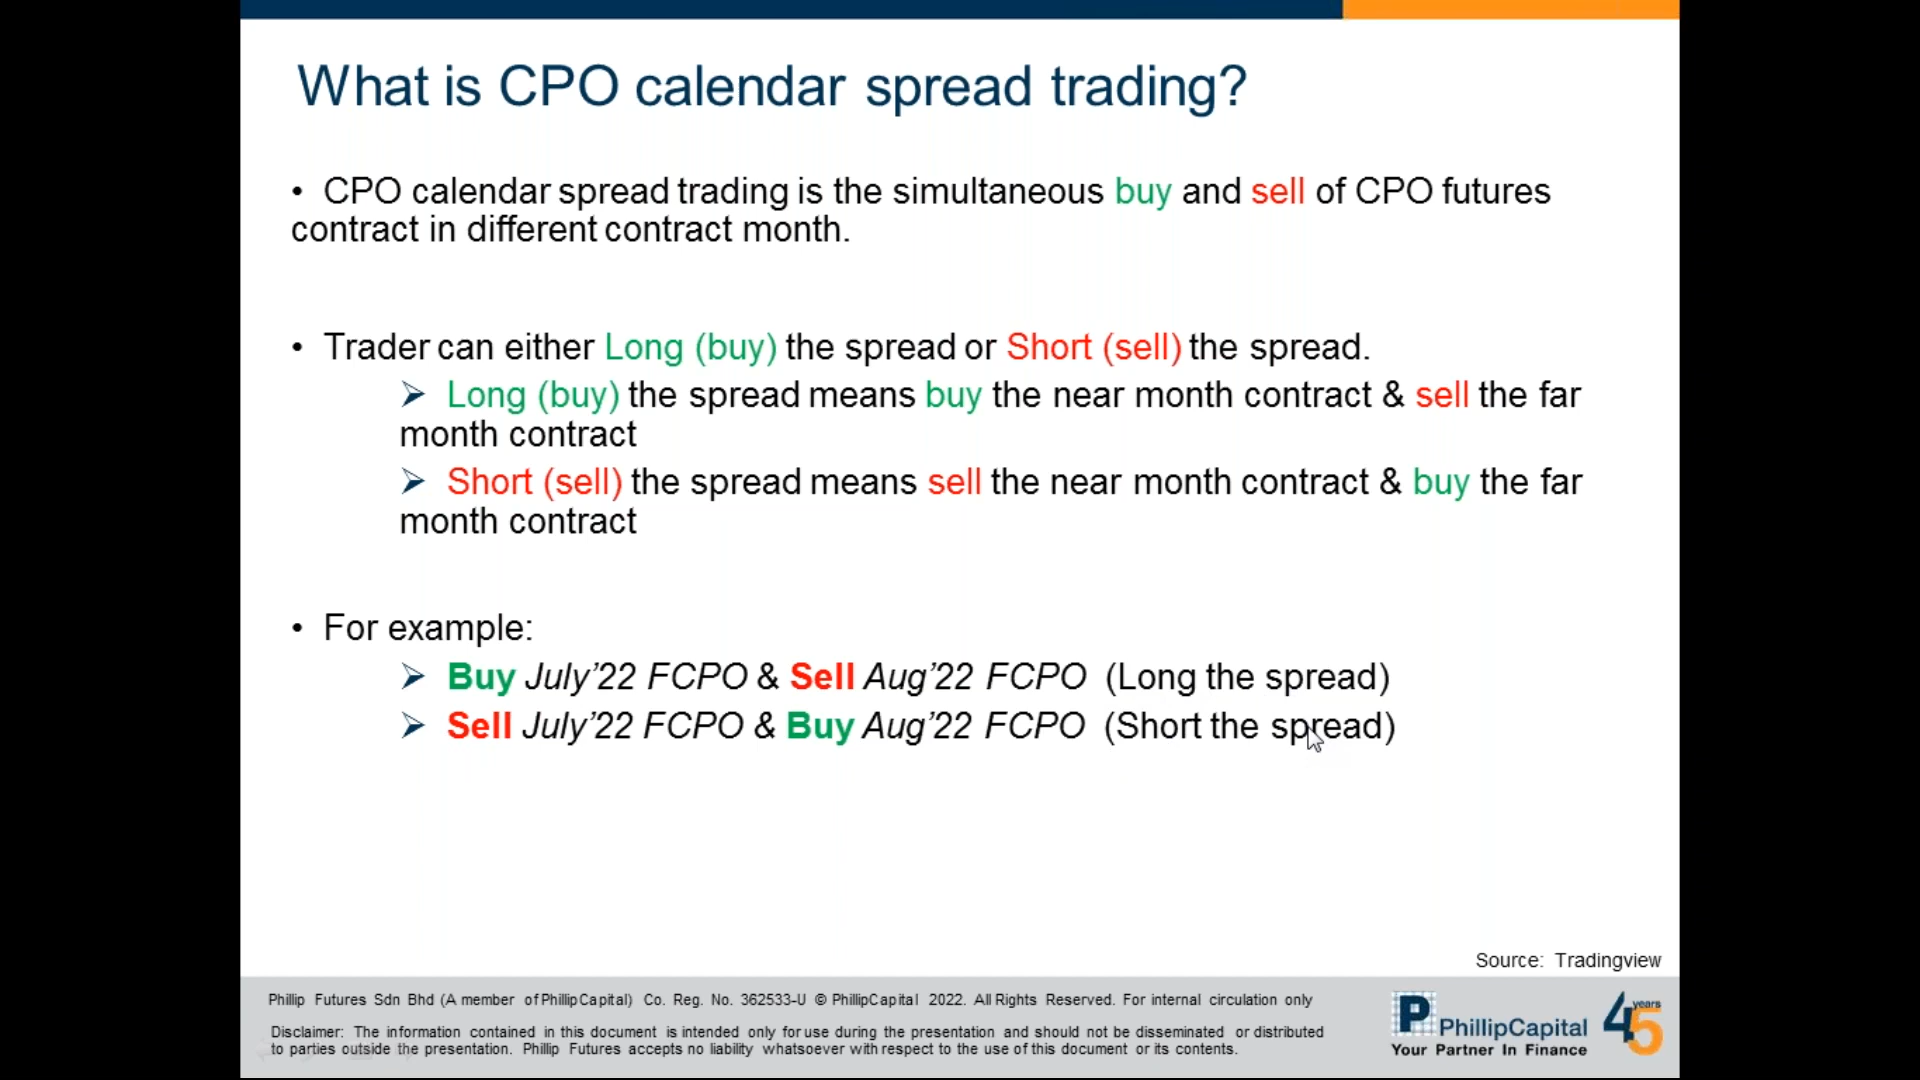 What is CPO calendar spread trading?
• CPO calendar spread trading is the simultaneous buy and sell of CPO futures
contract in different contract month.
• Trader can either Long (buy) the spread or Short (sell) the spread.
➢ Long (buy) the spread means buy the near month contract & sell the far
month contract
➢ Short (sell) the spread means sell the near month contract & buy the far
month contract
• For example:
➢ Buy July’22 FCPO & Sell Aug’22 FCPO (Long the spread)
➢ Sell July’22 FCPO & Buy Aug’22 FCPO (Short the spread)
Source: Tradingview
Phillip Futures Sdn Bhd (A member of PhillipCapital) Co. Reg. No. 362533-U © PhillipCapital 2022. All Rights Reserved. For internal circulation only
Disclaimer: The information contained in this document is intended only for use during the presentation and should not be disseminated or distributed
to parties outside the presentation. Phillip Futures accepts no liability whatsoever with respect to the use of this document or its contents.
P PhillipCapital
Your Partner In Finance
45 years